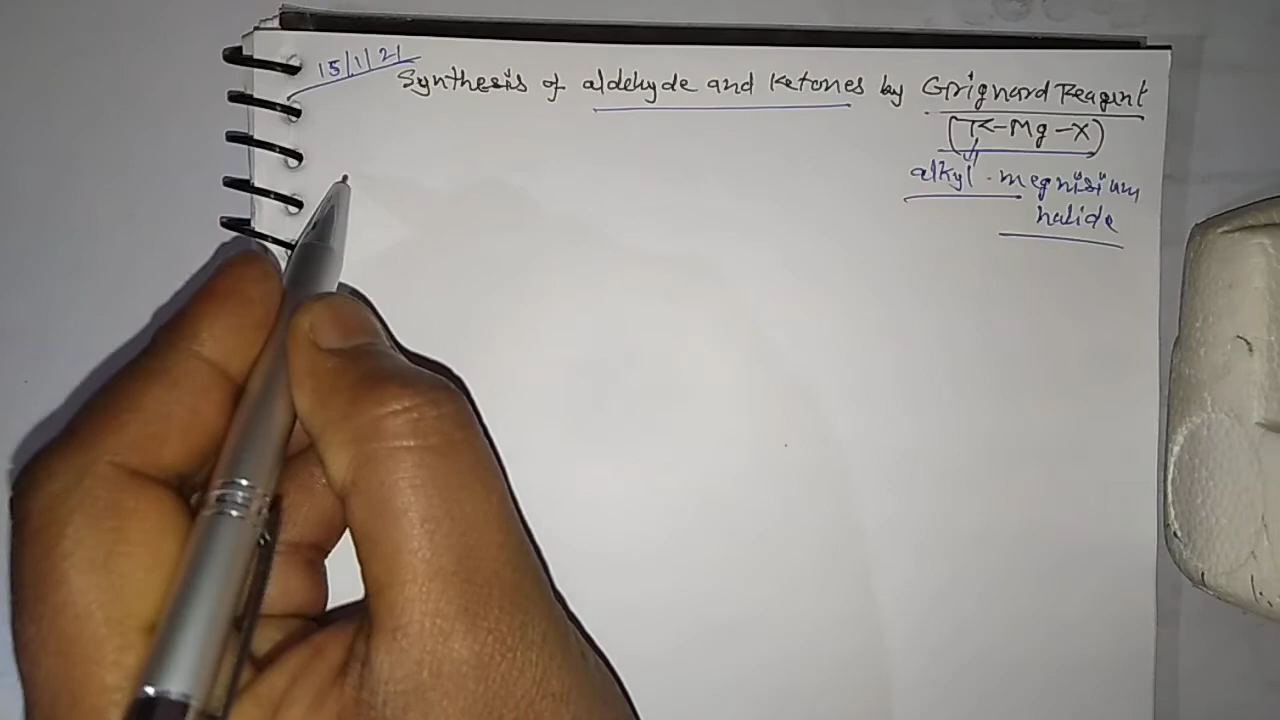 15/1/21
Synthesis of aldehyde and Ketones by Grignard Reagent
(R-Mg-X)
alkyl megnisium
halide